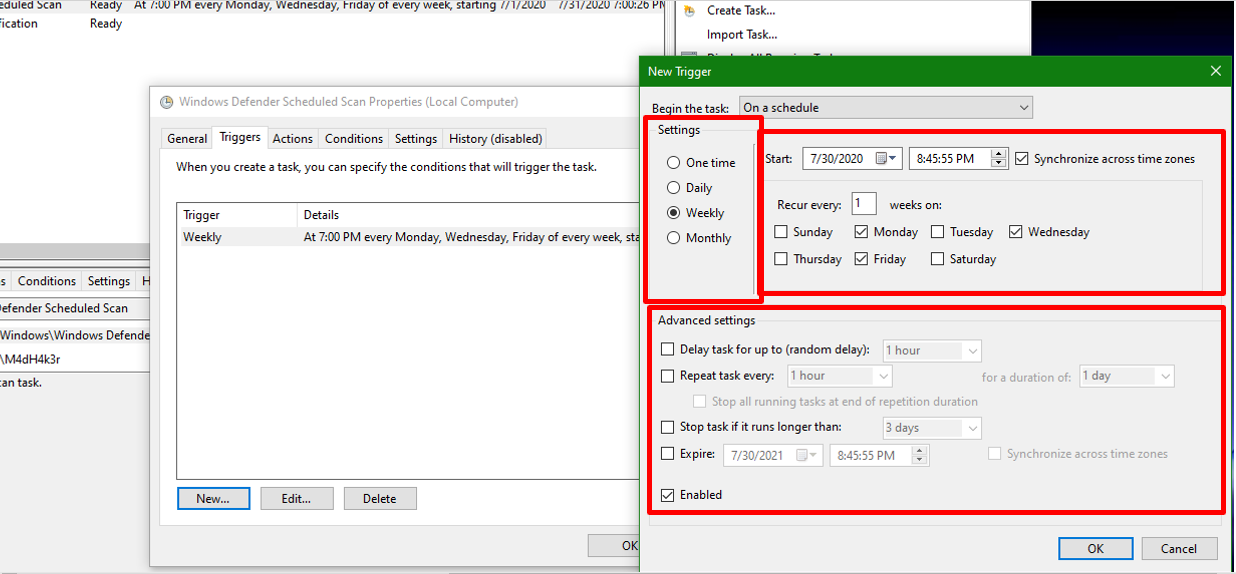 eduled Scan Ready At 7:00 PM every Monday, Wednesday, Friday of every week, starting 7/1/2020 7/31/2020 7:00:26 PM
fication Ready
Create Task...
Import Task...
Windows Defender Scheduled Scan Properties (Local Computer)
General Triggers Actions Conditions Settings History (disabled)
When you create a task, you can specify the conditions that will trigger the task.
Trigger Details
Weekly At 7:00 PM every Monday, Wednesday, Friday of every week, sta
New... Edit... Delete
OK
s Conditions Settings H
Defender Scheduled Scan
Windows\Windows Defende
\M4dH4k3r
can task.
New Trigger
Begin the task: On a schedule
Settings
One time
Daily
Weekly
Monthly
Start: 7/30/2020 8:45:55 PM Synchronize across time zones
Recur every: 1 weeks on:
Sunday Monday Tuesday Wednesday
Thursday Friday Saturday
Advanced settings
Delay task for up to (random delay): 1 hour
Repeat task every: 1 hour for a duration of: 1 day
Stop all running tasks at end of repetition duration
Stop task if it runs longer than: 3 days
Expire: 7/30/2021 8:45:55 PM Synchronize across time zones
Enabled
OK Cancel